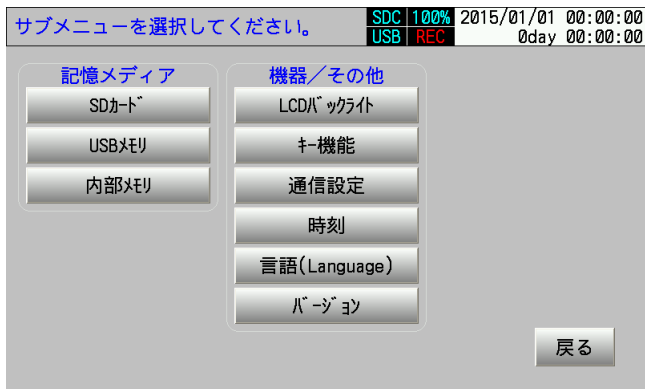 サブメニューを選択してください。
SDC 100% 2015/01/01 00:00:00
USB REC 0day 00:00:00
記憶メディア
SDｶｰﾄﾞ
USBﾒﾓﾘ
内部ﾒﾓﾘ
機器／その他
LCDﾊﾞｯｸﾗｲﾄ
ｷｰ機能
通信設定
時刻
言語(Language)
ﾊﾞｰｼﾞｮﾝ
戻る